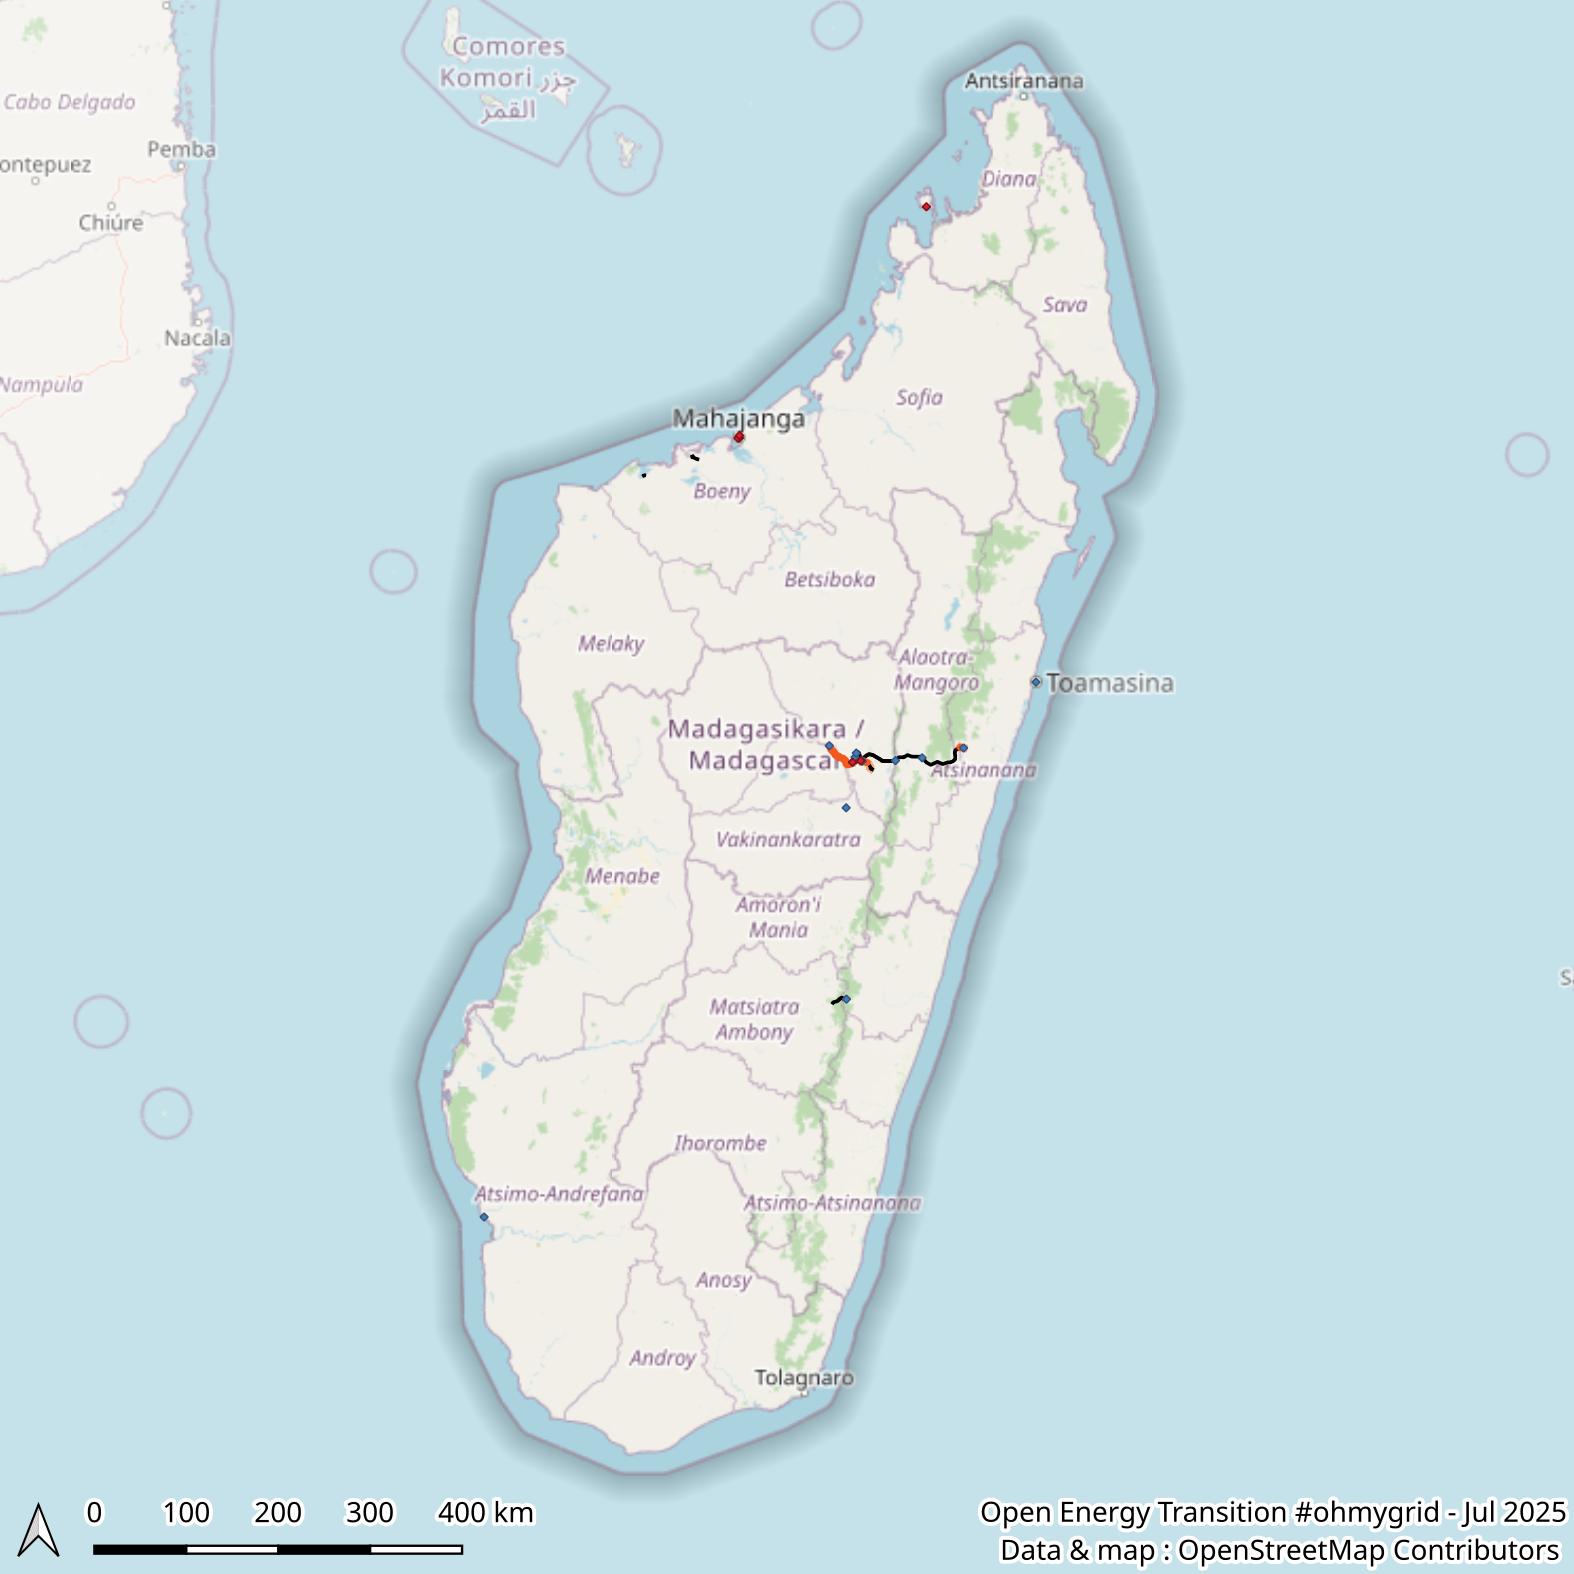 Comores
Komori جزر
القمر
Antsiranana
Cabo Delgado
Pemba
ontepuez
Diana
Chiúre
Sava
Nacala
Nampula
Sofia
Mahajanga
Boeny
Betsiboka
Melaky
Alaotra-
Mangoro
Toamasina
Madagasikara /
Madagascar
Atsinanana
Vakinankaratra
Menabe
Amoron'i
Mania
Matsiatra
Ambony
Ihorombe
Atsimo-Andrefana
Atsimo-Atsinanana
Anosy
Androy
Tolagnaro
0 100 200 300 400 km
Open Energy Transition #ohmygrid - Jul 2025
Data & map : OpenStreetMap Contributors